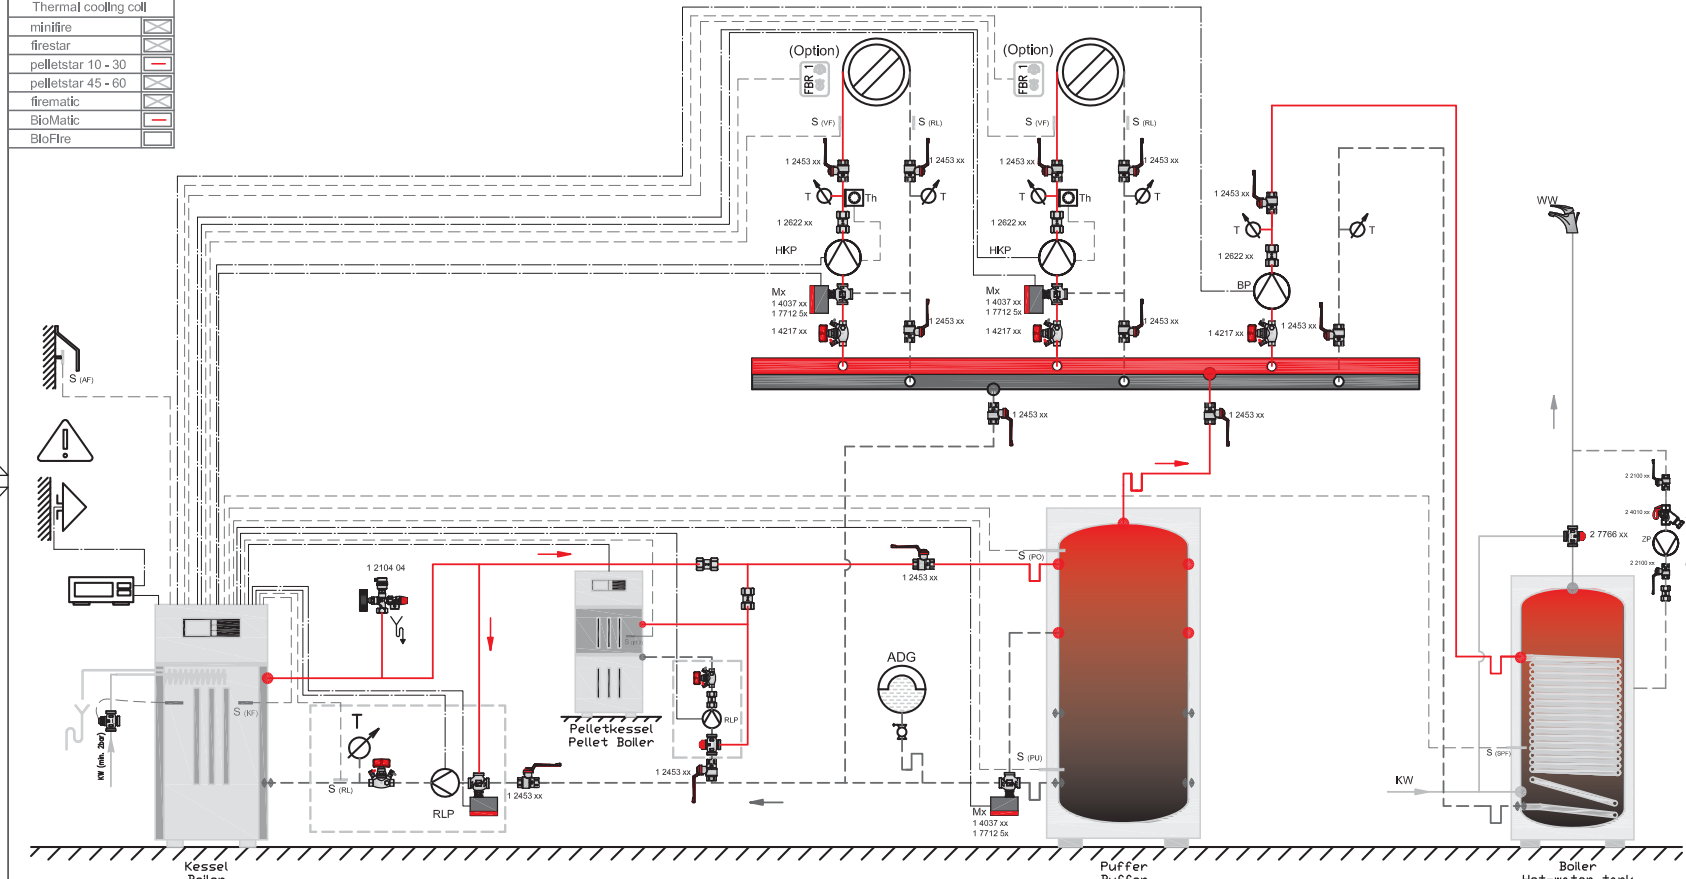 Thermal cooling coil
minifire
firestar
pelletstar 10 - 30
pelletstar 45 - 60
firematic
BioMatic
BioFire
(Option)
(Option)
FBR 1
FBR 1
S (VF)
S (RL)
S (VF)
S (RL)
1 2453 xx
1 2453 xx
1 2453 xx
1 2453 xx
T
Th
T
T
Th
T
1 2453 xx
WW
1 2622 xx
1 2622 xx
T
T
HKP
HKP
1 2622 xx
BP
Mx
1 4037 xx
1 7712 5x
Mx
1 4037 xx
1 7712 5x
1 4217 xx
1 2453 xx
1 4217 xx
1 2453 xx
1 4217 xx
1 2453 xx
S (AF)
1 2453 xx
1 2453 xx
2 2100 xx
2 4010 xx
2 7766 xx
ZP
2 2100 xx
S (PO)
1 2104 04
1 2453 xx
ADG
S (KF)
T
RLP
Pelletkessel
Pellet Boiler
KW (min. 2bar)
S (PU)
S (SPF)
1 2453 xx
KW
S (RL)
1 2453 xx
RLP
Mx
1 4037 xx
1 7712 5x
Kessel
Boiler
Puffer
Puffer
Boiler
Hot-water tank